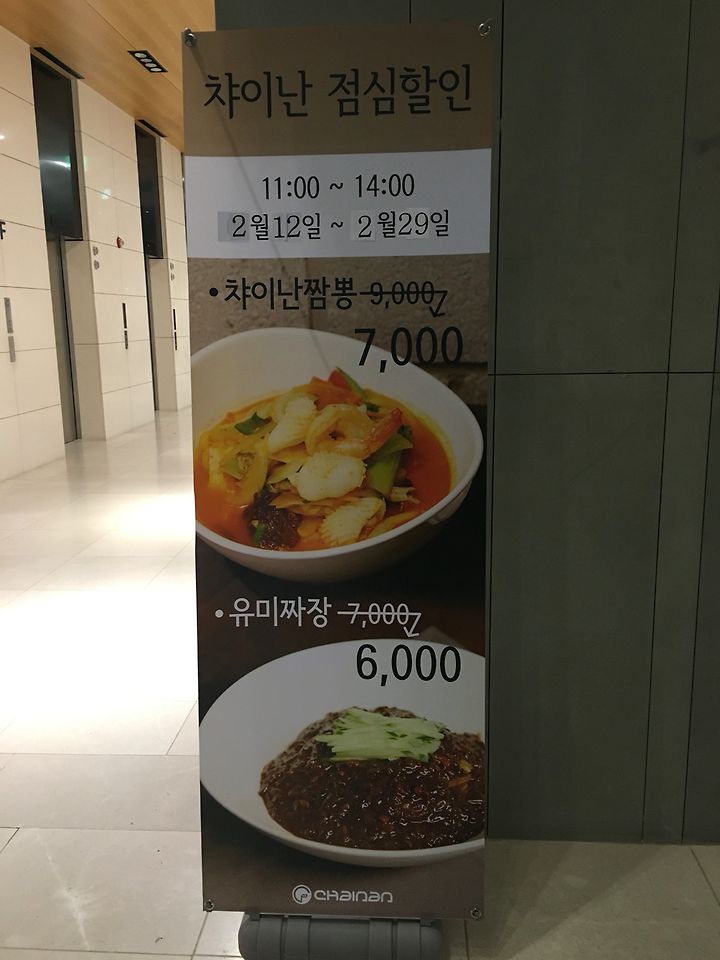 챠이난 점심할인
11:00 ~ 14:00
2월12일 ~ 2월29일
• 챠이난짬뽕 9,000
7,000
• 유미짜장 7,000
6,000
CHAINAN